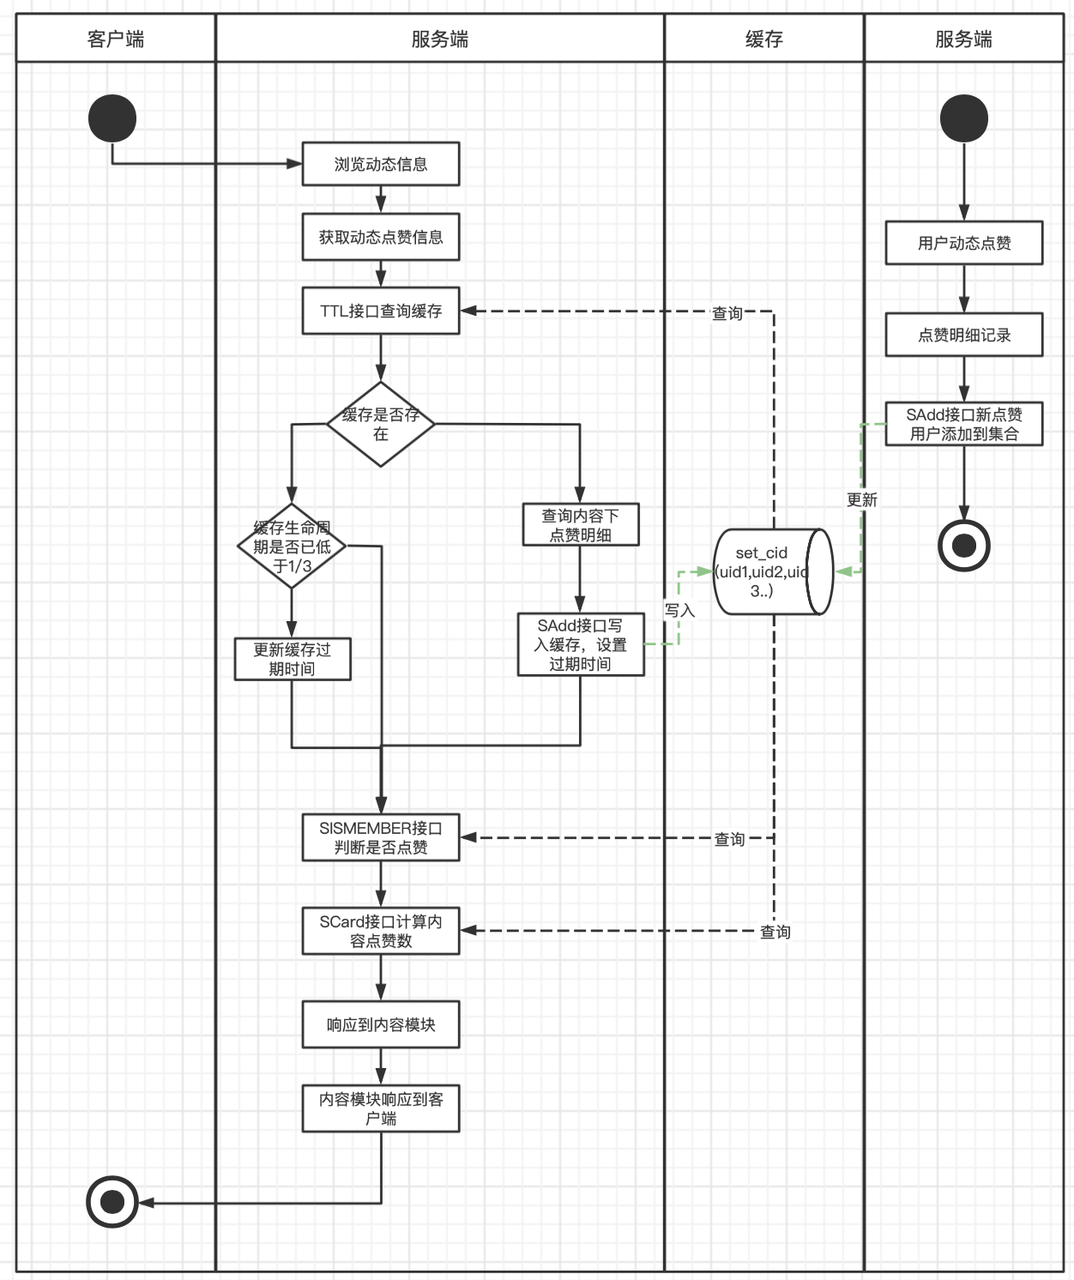 客户端
服务端
缓存
服务端
浏览动态信息
获取动态点赞信息
TTL接口查询缓存
查询
缓存是否存
在
缓存生命周
期是否已低
于1/3
查询内容下
点赞明细
更新缓存过
期时间
SAdd接口写
入缓存，设置
过期时间
写入
set_cid
(uid1,uid2,uid
3..)
更新
用户动态点赞
点赞明细记录
SAdd接口新点赞
用户添加到集合
SISMEMBER接口
判断是否点赞
查询
SCard接口计算内
容点赞数
查询
响应到内容模块
内容模块响应到客
户端